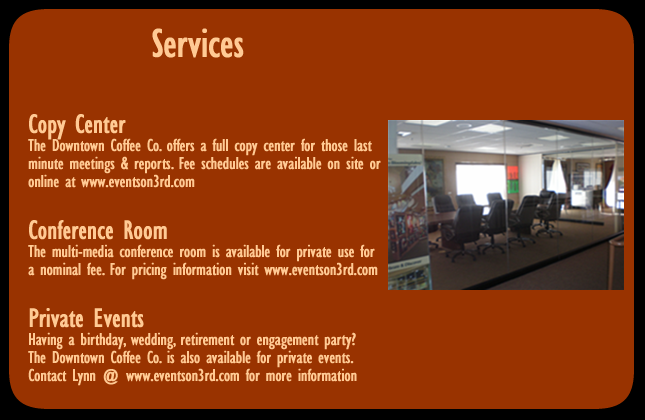 Services
Copy Center
The Downtown Coffee Co. offers a full copy center for those last
minute meetings & reports. Fee schedules are available on site or
online at www.eventson3rd.com
Conference Room
The multi-media conference room is available for private use for
a nominal fee. For pricing information visit www.eventson3rd.com
Private Events
Having a birthday, wedding, retirement or engagement party?
The Downtown Coffee Co. is also available for private events.
Contact Lynn @ www.eventson3rd.com for more information